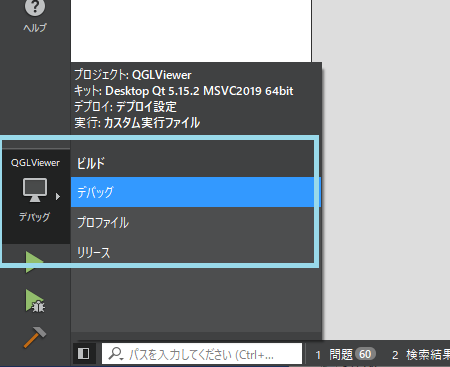 ヘルプ
プロジェクト: QGLViewer
キット: Desktop Qt 5.15.2 MSVC2019 64bit
デプロイ: デプロイ設定
実行: カスタム実行ファイル
QGLViewer
デバッグ
ビルド
デバッグ
プロファイル
リリース
パスを入力してください (Ctrl+...
1 問題 60 2 検索結果